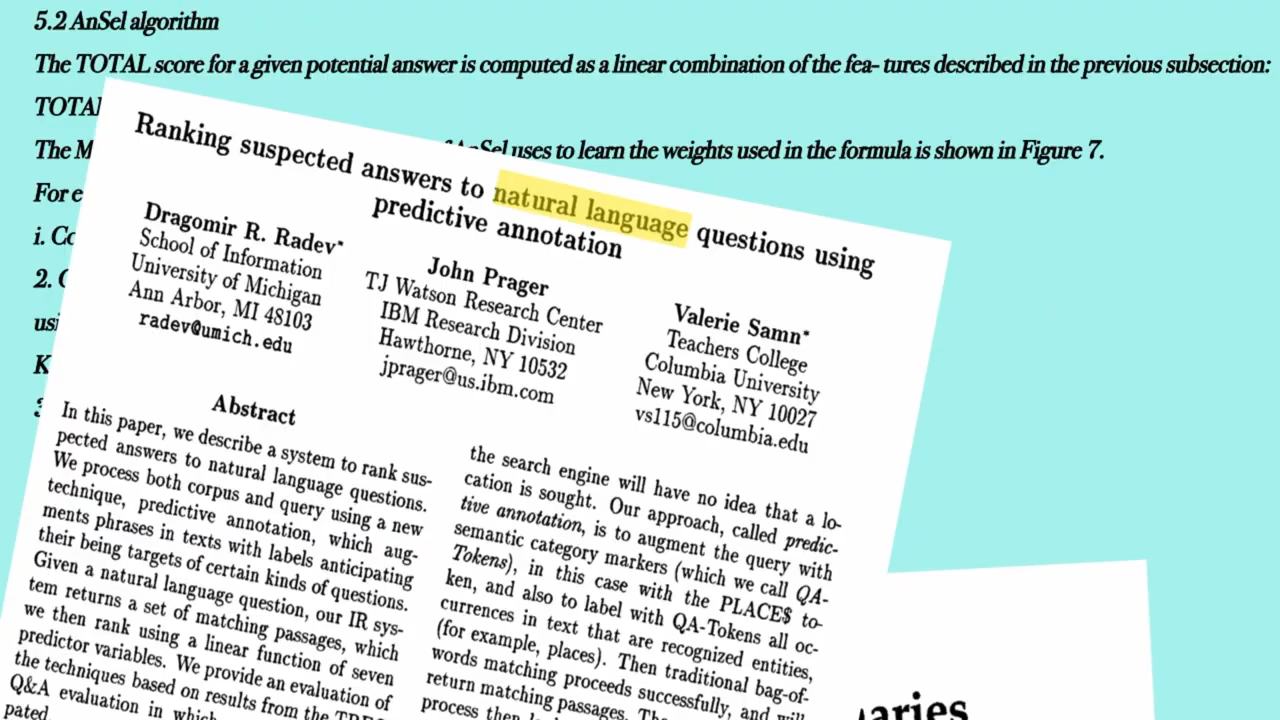 5.2 AnSel algorithm
The TOTAL score for a given potential answer is computed as a linear combination of the fea- tures described in the previous subsection:
TOTAL
The M
AnSel uses to learn the weights used in the formula is shown in Figure 7.
For e
i. Co
2.
usi
K
Ranking suspected answers to natural language questions using
predictive annotation
Dragomir R. Radev*
School of Information
University of Michigan
Ann Arbor, MI 48103
radev@umich.edu
John Prager
TJ Watson Research Center
IBM Research Division
Hawthorne, NY 10532
jprager@us.ibm.com
Valerie Samn*
Teachers College
Columbia University
New York, NY 10027
vs115@columbia.edu
Abstract
In this paper, we describe a system to rank sus-
pected answers to natural language questions.
We process both corpus and query using a new
technique, predictive annotation, which aug-
ments phrases in texts with labels anticipating
their being targets of certain kinds of questions.
Given a natural language question, our IR sys-
tem returns a set of matching passages, which
we then rank using a linear function of seven
predictor variables. We provide an evaluation of
the techniques based on results from the TREC
Q&A evaluation in which
pated.
the search engine will have no idea that a lo-
cation is sought. Our approach, called predic-
tive annotation, is to augment the query with
semantic category markers (which we call QA-
Tokens), in this case with the PLACE$ to-
ken, and also to label with QA-Tokens all oc-
currences in text that are recognized entities,
(for example, places). Then traditional bag-of-
words matching proceeds successfully, and will
return matching passages. The
process then
aries